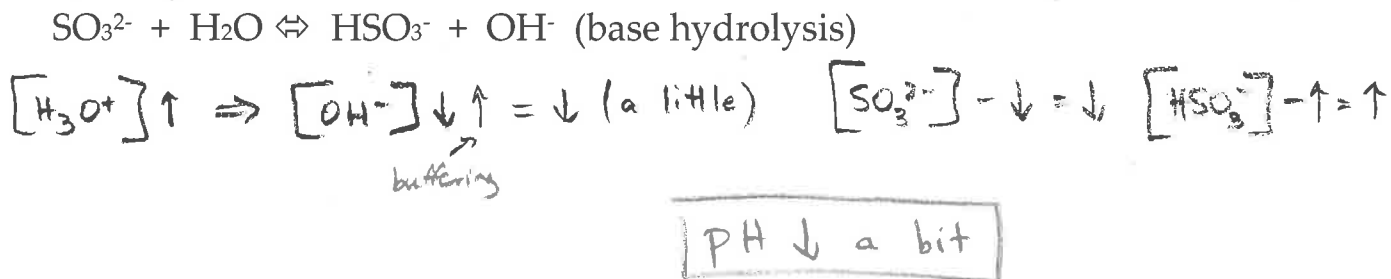 SO₃²⁻ + H₂O ⇔ HSO₃⁻ + OH⁻ (base hydrolysis)
[H₃O⁺] ↑ ⇒ [OH⁻] ↓ ↑ = ↓ (a little) [SO₃²⁻] - ↓ = ↓ [HSO₃⁻] - ↑ = ↑
buffering
pH ↓ a bit